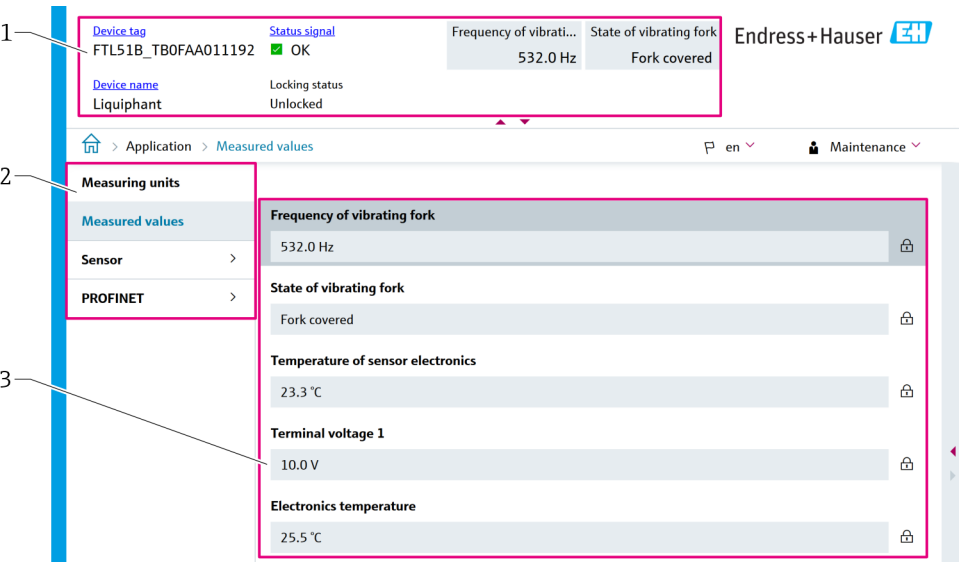 1
Device tag
FTL51B_TB0FAA011192
Status signal
OK
Frequency of vibrati...
532.0 Hz
State of vibrating fork
Fork covered
Endress+Hauser EH
Device name
Liquiphant
Locking status
Unlocked
> Application > Measured values
en
Maintenance
2
Measuring units
Measured values
Sensor >
PROFINET >
Frequency of vibrating fork
532.0 Hz
State of vibrating fork
Fork covered
Temperature of sensor electronics
23.3 °C
3
Terminal voltage 1
10.0 V
Electronics temperature
25.5 °C